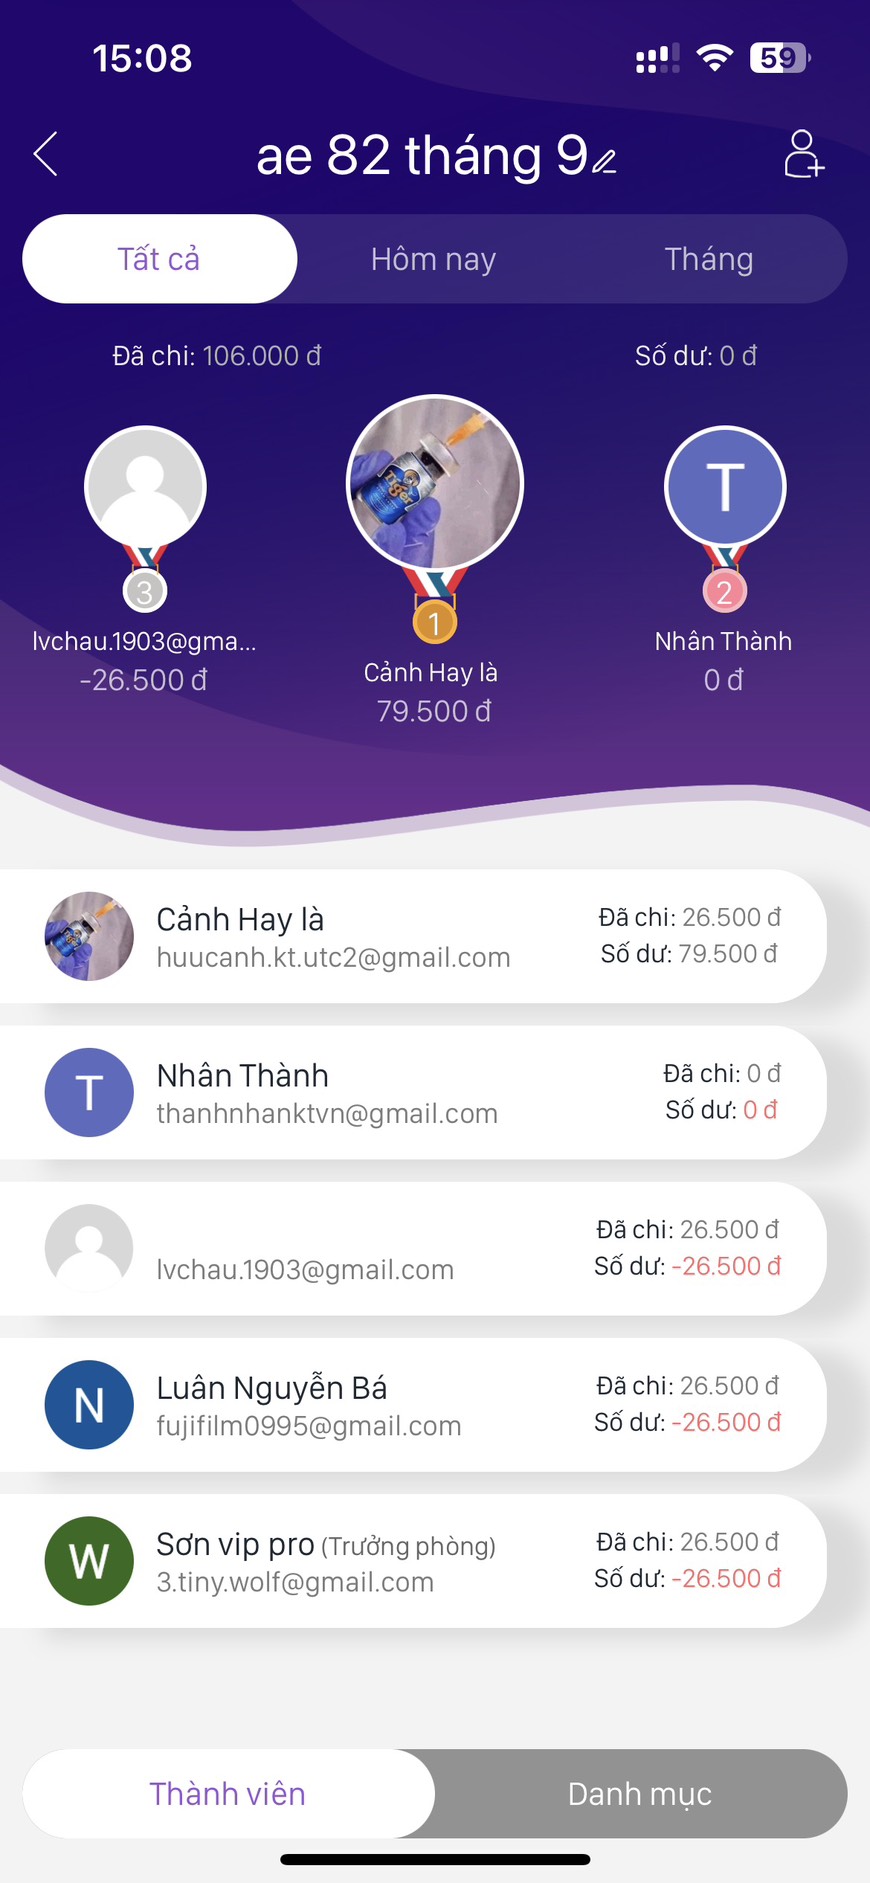 15:08
59
ae 82 tháng 9
Tất cả
Hôm nay
Tháng
Đã chi: 106.000 đ
Số dư: 0 đ
Tiger
T
3
1
2
lvchau.1903@gma...
-26.500 đ
Cảnh Hay là
79.500 đ
Nhân Thành
0 đ
Cảnh Hay là
huucanh.kt.utc2@gmail.com
Đã chi: 26.500 đ
Số dư: 79.500 đ
T
Nhân Thành
thanhnhanktvn@gmail.com
Đã chi: 0 đ
Số dư: 0 đ
lvchau.1903@gmail.com
Đã chi: 26.500 đ
Số dư: -26.500 đ
N
Luân Nguyễn Bá
fujifilm0995@gmail.com
Đã chi: 26.500 đ
Số dư: -26.500 đ
W
Sơn vip pro (Trưởng phòng)
3.tiny.wolf@gmail.com
Đã chi: 26.500 đ
Số dư: -26.500 đ
Thành viên
Danh mục